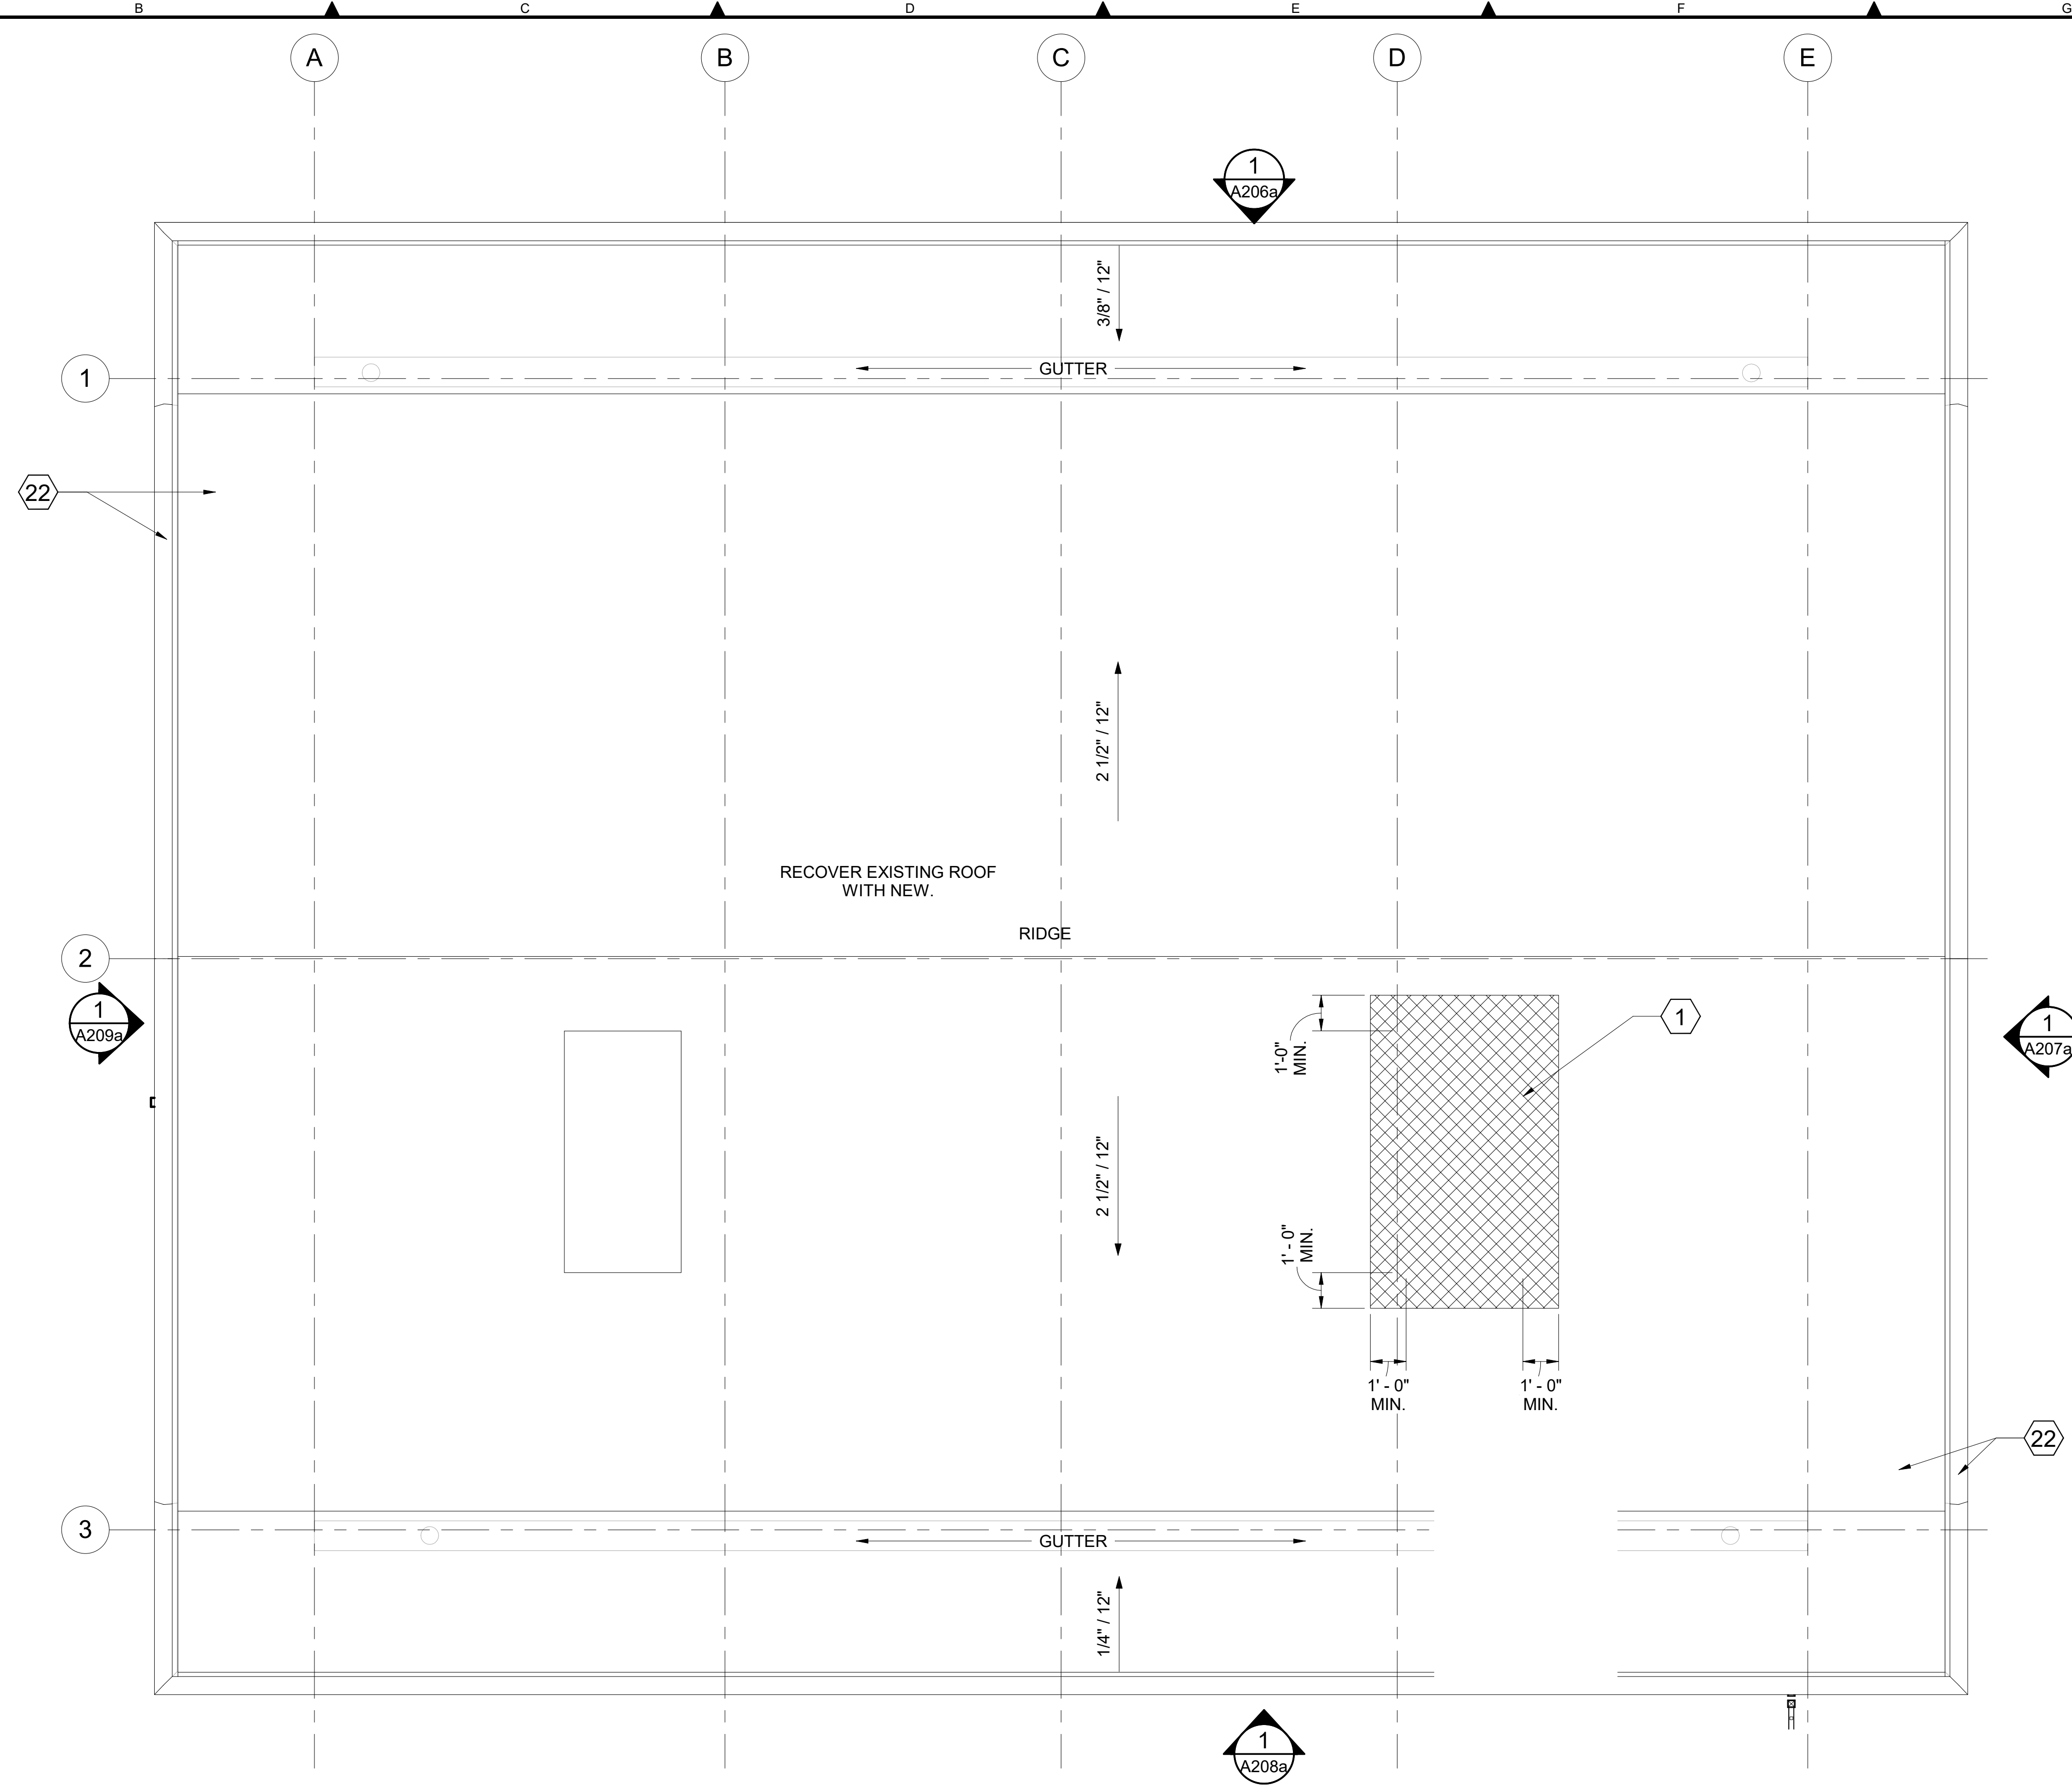 B
C
D
E
F
G
A
B
C
D
E
1
A206a
3/8" / 12"
GUTTER
1
22
2 1/2" / 12"
RECOVER EXISTING ROOF
WITH NEW.
RIDGE
2
1
A209a
1
1
A207a
1'-0"
MIN.
2 1/2" / 12"
1' - 0"
MIN.
1' - 0"
MIN.
1' - 0"
MIN.
22
3
GUTTER
1/4" / 12"
1
A208a